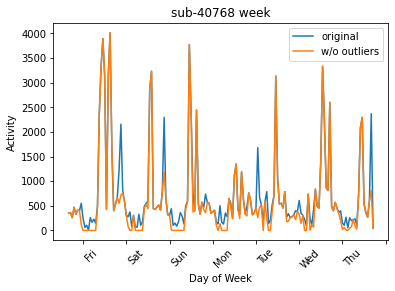 sub-40768 week
original
w/o outliers
4000
3500
3000
2500
2000
1500
1000
500
0
Activity
Fri
Sat
Sun
Mon
Tue
Wed
Thu
Day of Week